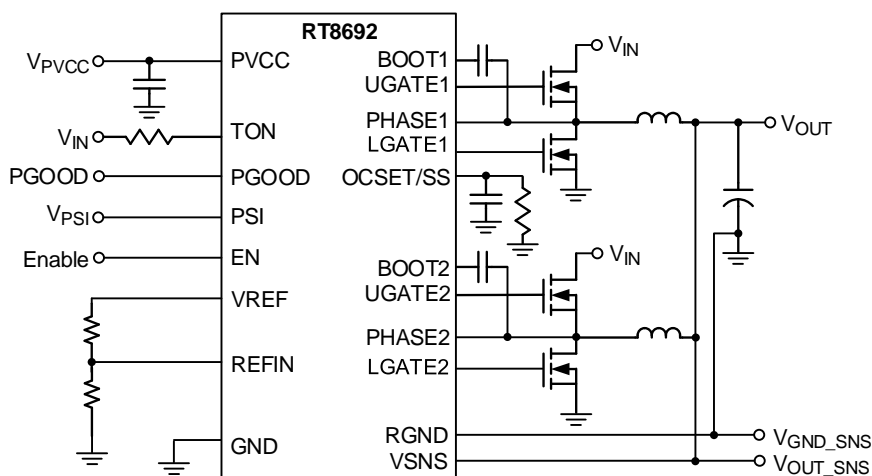 RT8692
VPVCC
PVCC
VIN
TON
PGOOD
PGOOD
VPSI
PSI
Enable
EN
VREF
REFIN
GND
BOOT1
UGATE1
PHASE1
LGATE1
OCSET/SS
BOOT2
UGATE2
PHASE2
LGATE2
RGND
VSNS
VIN
VOUT
VIN
VGND_SNS
VOUT_SNS